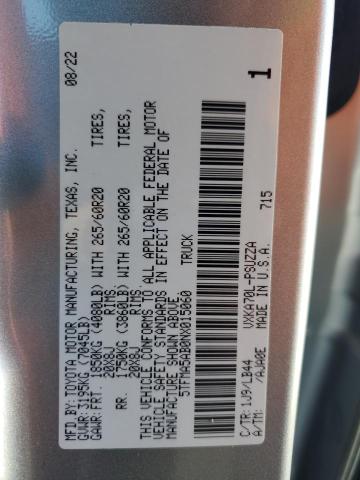 MFD.BY: TOYOTA MOTOR MANUFACTURING, TEXAS, INC. 08/22
GVWR: 3195KG ( 7045LB)
GAWR: FRT. 1850KG (4080LB) WITH 265/60R20 TIRES,
20X8J RIMS
RR. 1750KG (3860LB) WITH 265/60R20 TIRES,
20X8J RIMS
THIS VEHICLE CONFORMS TO ALL APPLICABLE FEDERAL MOTOR
VEHICLE SAFETY STANDARDS IN EFFECT ON THE DATE OF
MANUFACTURE SHOWN ABOVE.
5TFMA5AB0NX015060 TRUCK
715 1
VXKA70L-PSUZZA
C/TR: 1J9/LB44 MADE IN U.S.A.
A/TM: /AJA0E